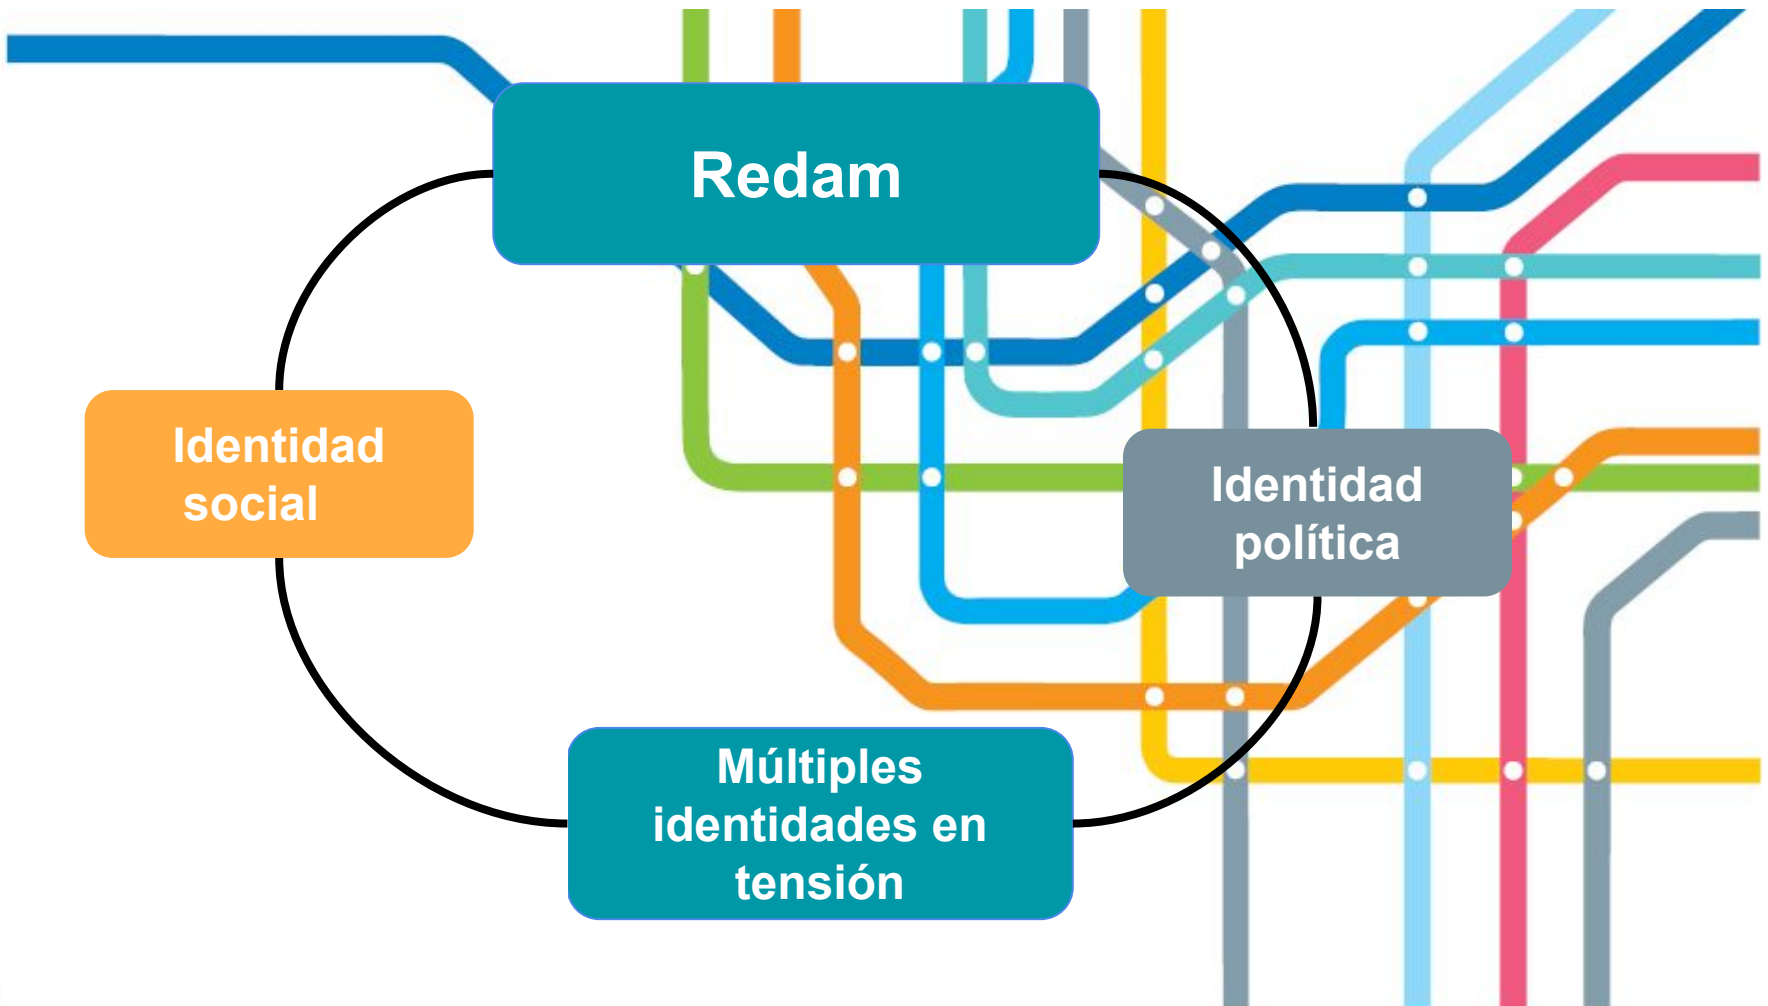 Redam
Identidad
social
Identidad
política
Múltiples
identidades en
tensión